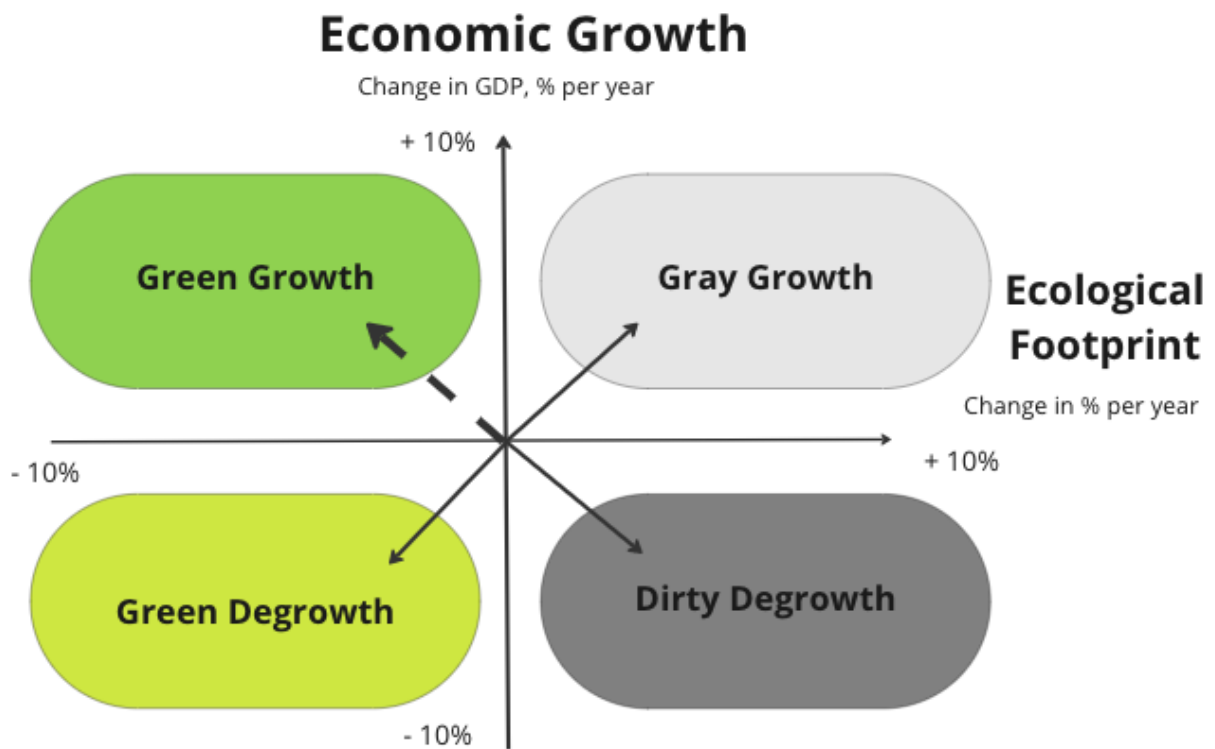 Economic Growth
Change in GDP, % per year
+ 10%
Green Growth
Gray Growth
Ecological
Footprint
Change in % per year
- 10%
+ 10%
Green Degrowth
Dirty Degrowth
- 10%